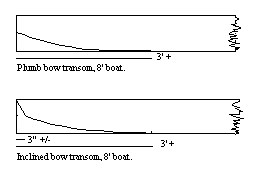 3' +
Plumb bow transom, 8' boat.
3" +/-
3' +
Inclined bow transom, 8' boat.